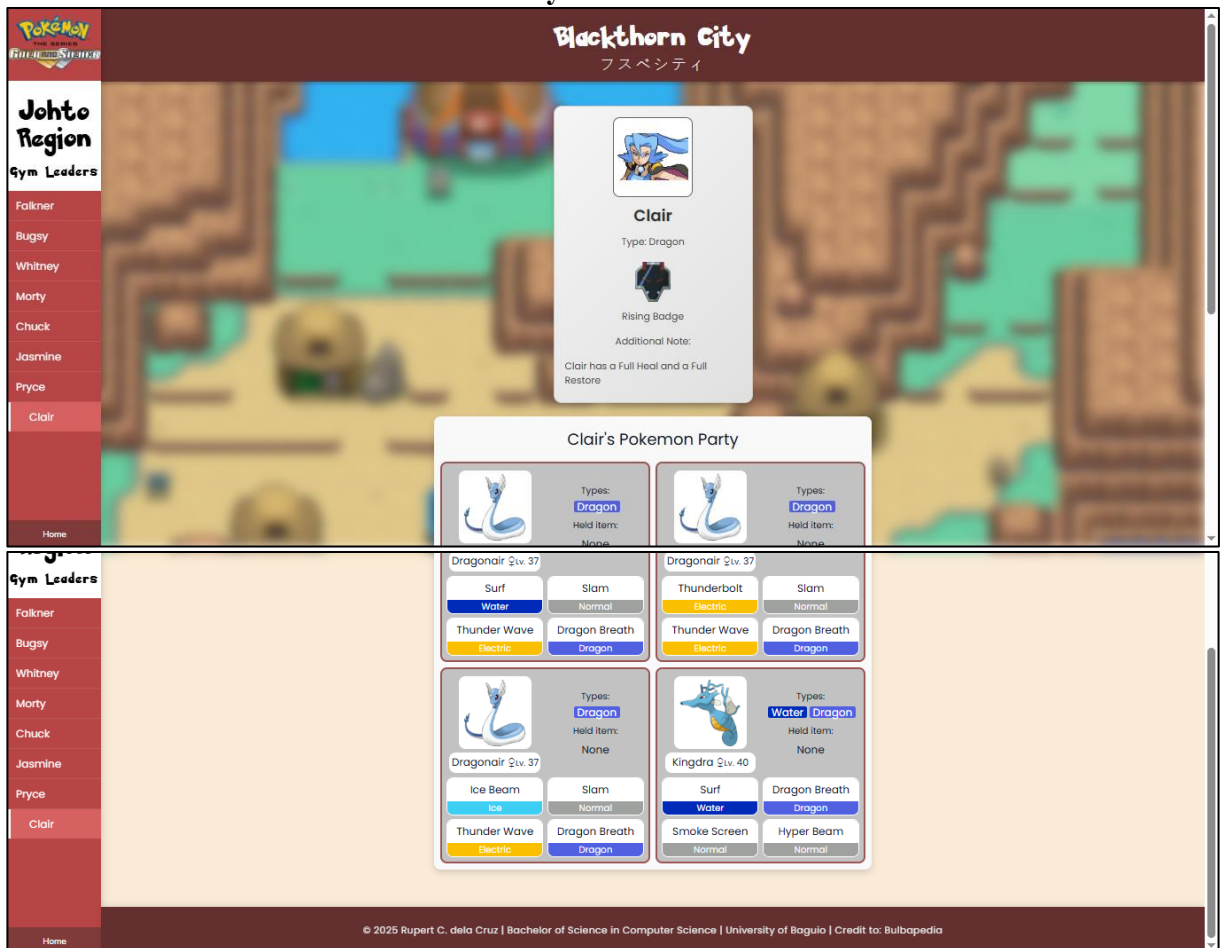 POKéMON
THE SERIES
GOLD AND SILVER
Johto
Region
Gym Leaders
Falkner
Bugsy
Whitney
Morty
Chuck
Jasmine
Pryce
Clair
Home
Blackthorn City
フスベシティ
Clair
Type: Dragon
Rising Badge
Additional Note:
Clair has a Full Heal and a Full
Restore
Clair's Pokemon Party
Types:
Dragon
Held item:
None
Types:
Dragon
Held item:
None
Gym Leaders
Falkner
Bugsy
Whitney
Morty
Chuck
Jasmine
Pryce
Clair
Home
Dragonair ♀Lv. 37
Surf Slam
Water Normal
Thunder Wave Dragon Breath
Electric Dragon
Dragonair ♀Lv. 37
Thunderbolt Slam
Electric Normal
Thunder Wave Dragon Breath
Electric Dragon
Types:
Dragon
Held item:
None
Dragonair ♀Lv. 37
Ice Beam Slam
Ice Normal
Thunder Wave Dragon Breath
Electric Dragon
Types:
Water Dragon
Held item:
None
Kingdra ♀Lv. 40
Surf Dragon Breath
Water Dragon
Smoke Screen Hyper Beam
Normal Normal
© 2025 Rupert C. dela Cruz | Bachelor of Science in Computer Science | University of Baguio | Credit to: Bulbapedia